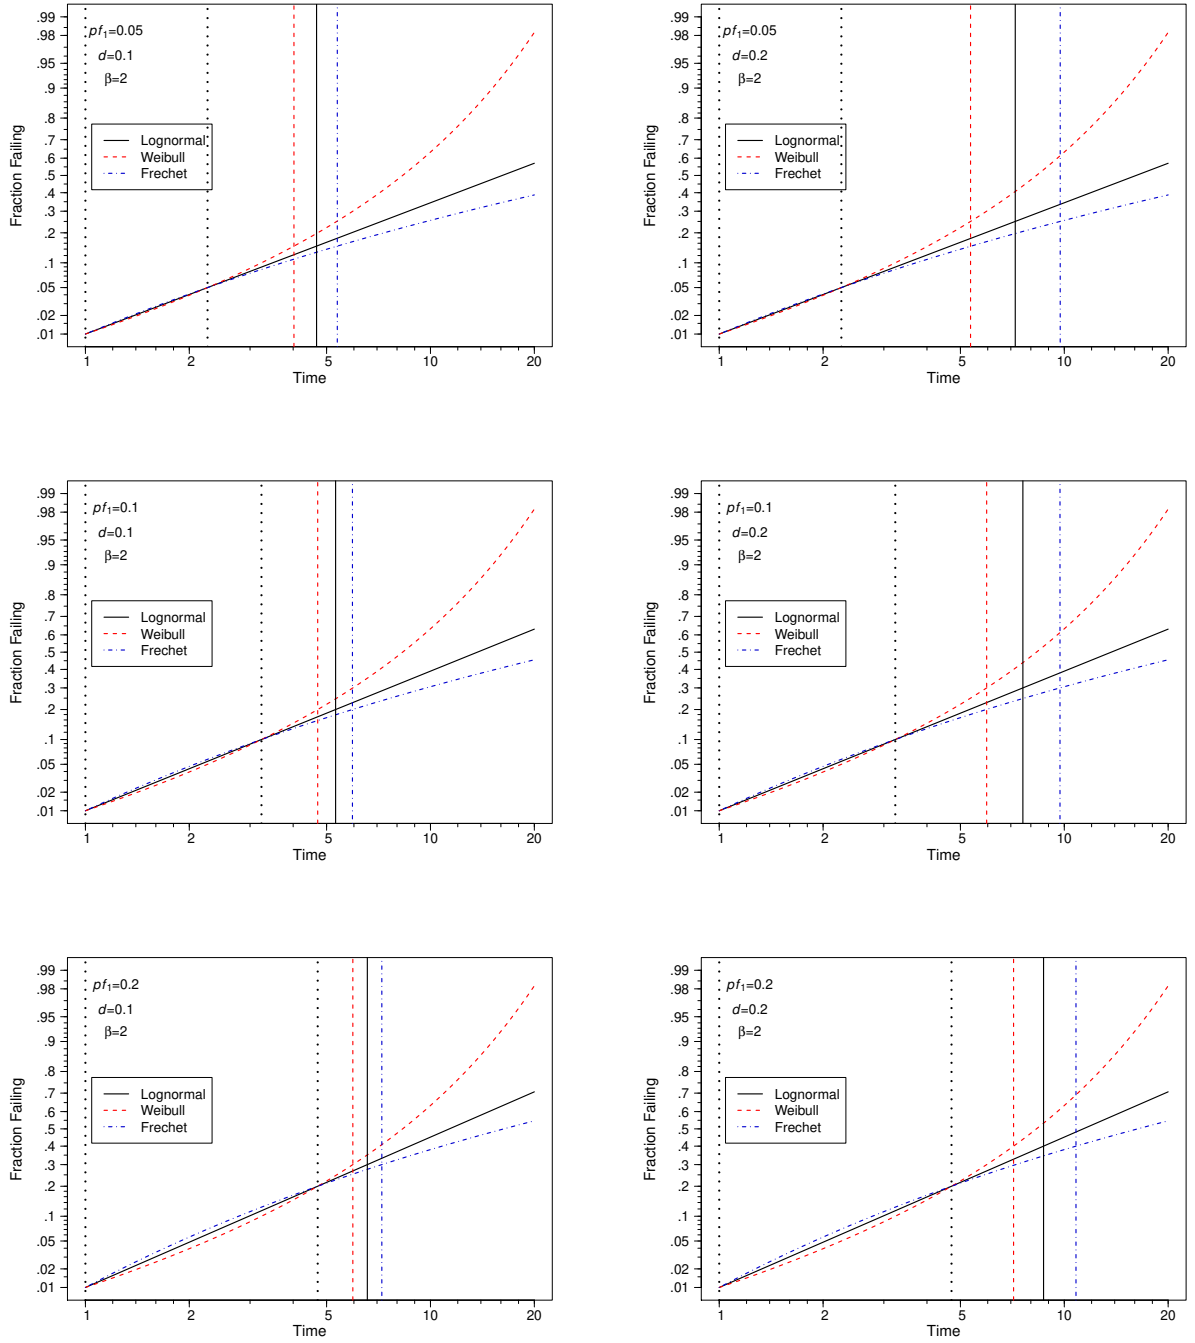 pf1=0.05
d=0.1
β=2
Lognormal
Weibull
Frechet
Fraction Failing
.99
.98
.95
.9
.8
.7
.6
.5
.4
.3
.2
.1
.05
.02
.01
1 2 5 10 20
Time
pf1=0.05
d=0.2
β=2
Lognormal
Weibull
Frechet
Fraction Failing
.99
.98
.95
.9
.8
.7
.6
.5
.4
.3
.2
.1
.05
.02
.01
1 2 5 10 20
Time
pf1=0.1
d=0.1
β=2
Lognormal
Weibull
Frechet
Fraction Failing
.99
.98
.95
.9
.8
.7
.6
.5
.4
.3
.2
.1
.05
.02
.01
1 2 5 10 20
Time
pf1=0.1
d=0.2
β=2
Lognormal
Weibull
Frechet
Fraction Failing
.99
.98
.95
.9
.8
.7
.6
.5
.4
.3
.2
.1
.05
.02
.01
1 2 5 10 20
Time
pf1=0.2
d=0.1
β=2
Lognormal
Weibull
Frechet
Fraction Failing
.99
.98
.95
.9
.8
.7
.6
.5
.4
.3
.2
.1
.05
.02
.01
1 2 5 10 20
Time
pf1=0.2
d=0.2
β=2
Lognormal
Weibull
Frechet
Fraction Failing
.99
.98
.95
.9
.8
.7
.6
.5
.4
.3
.2
.1
.05
.02
.01
1 2 5 10 20
Time